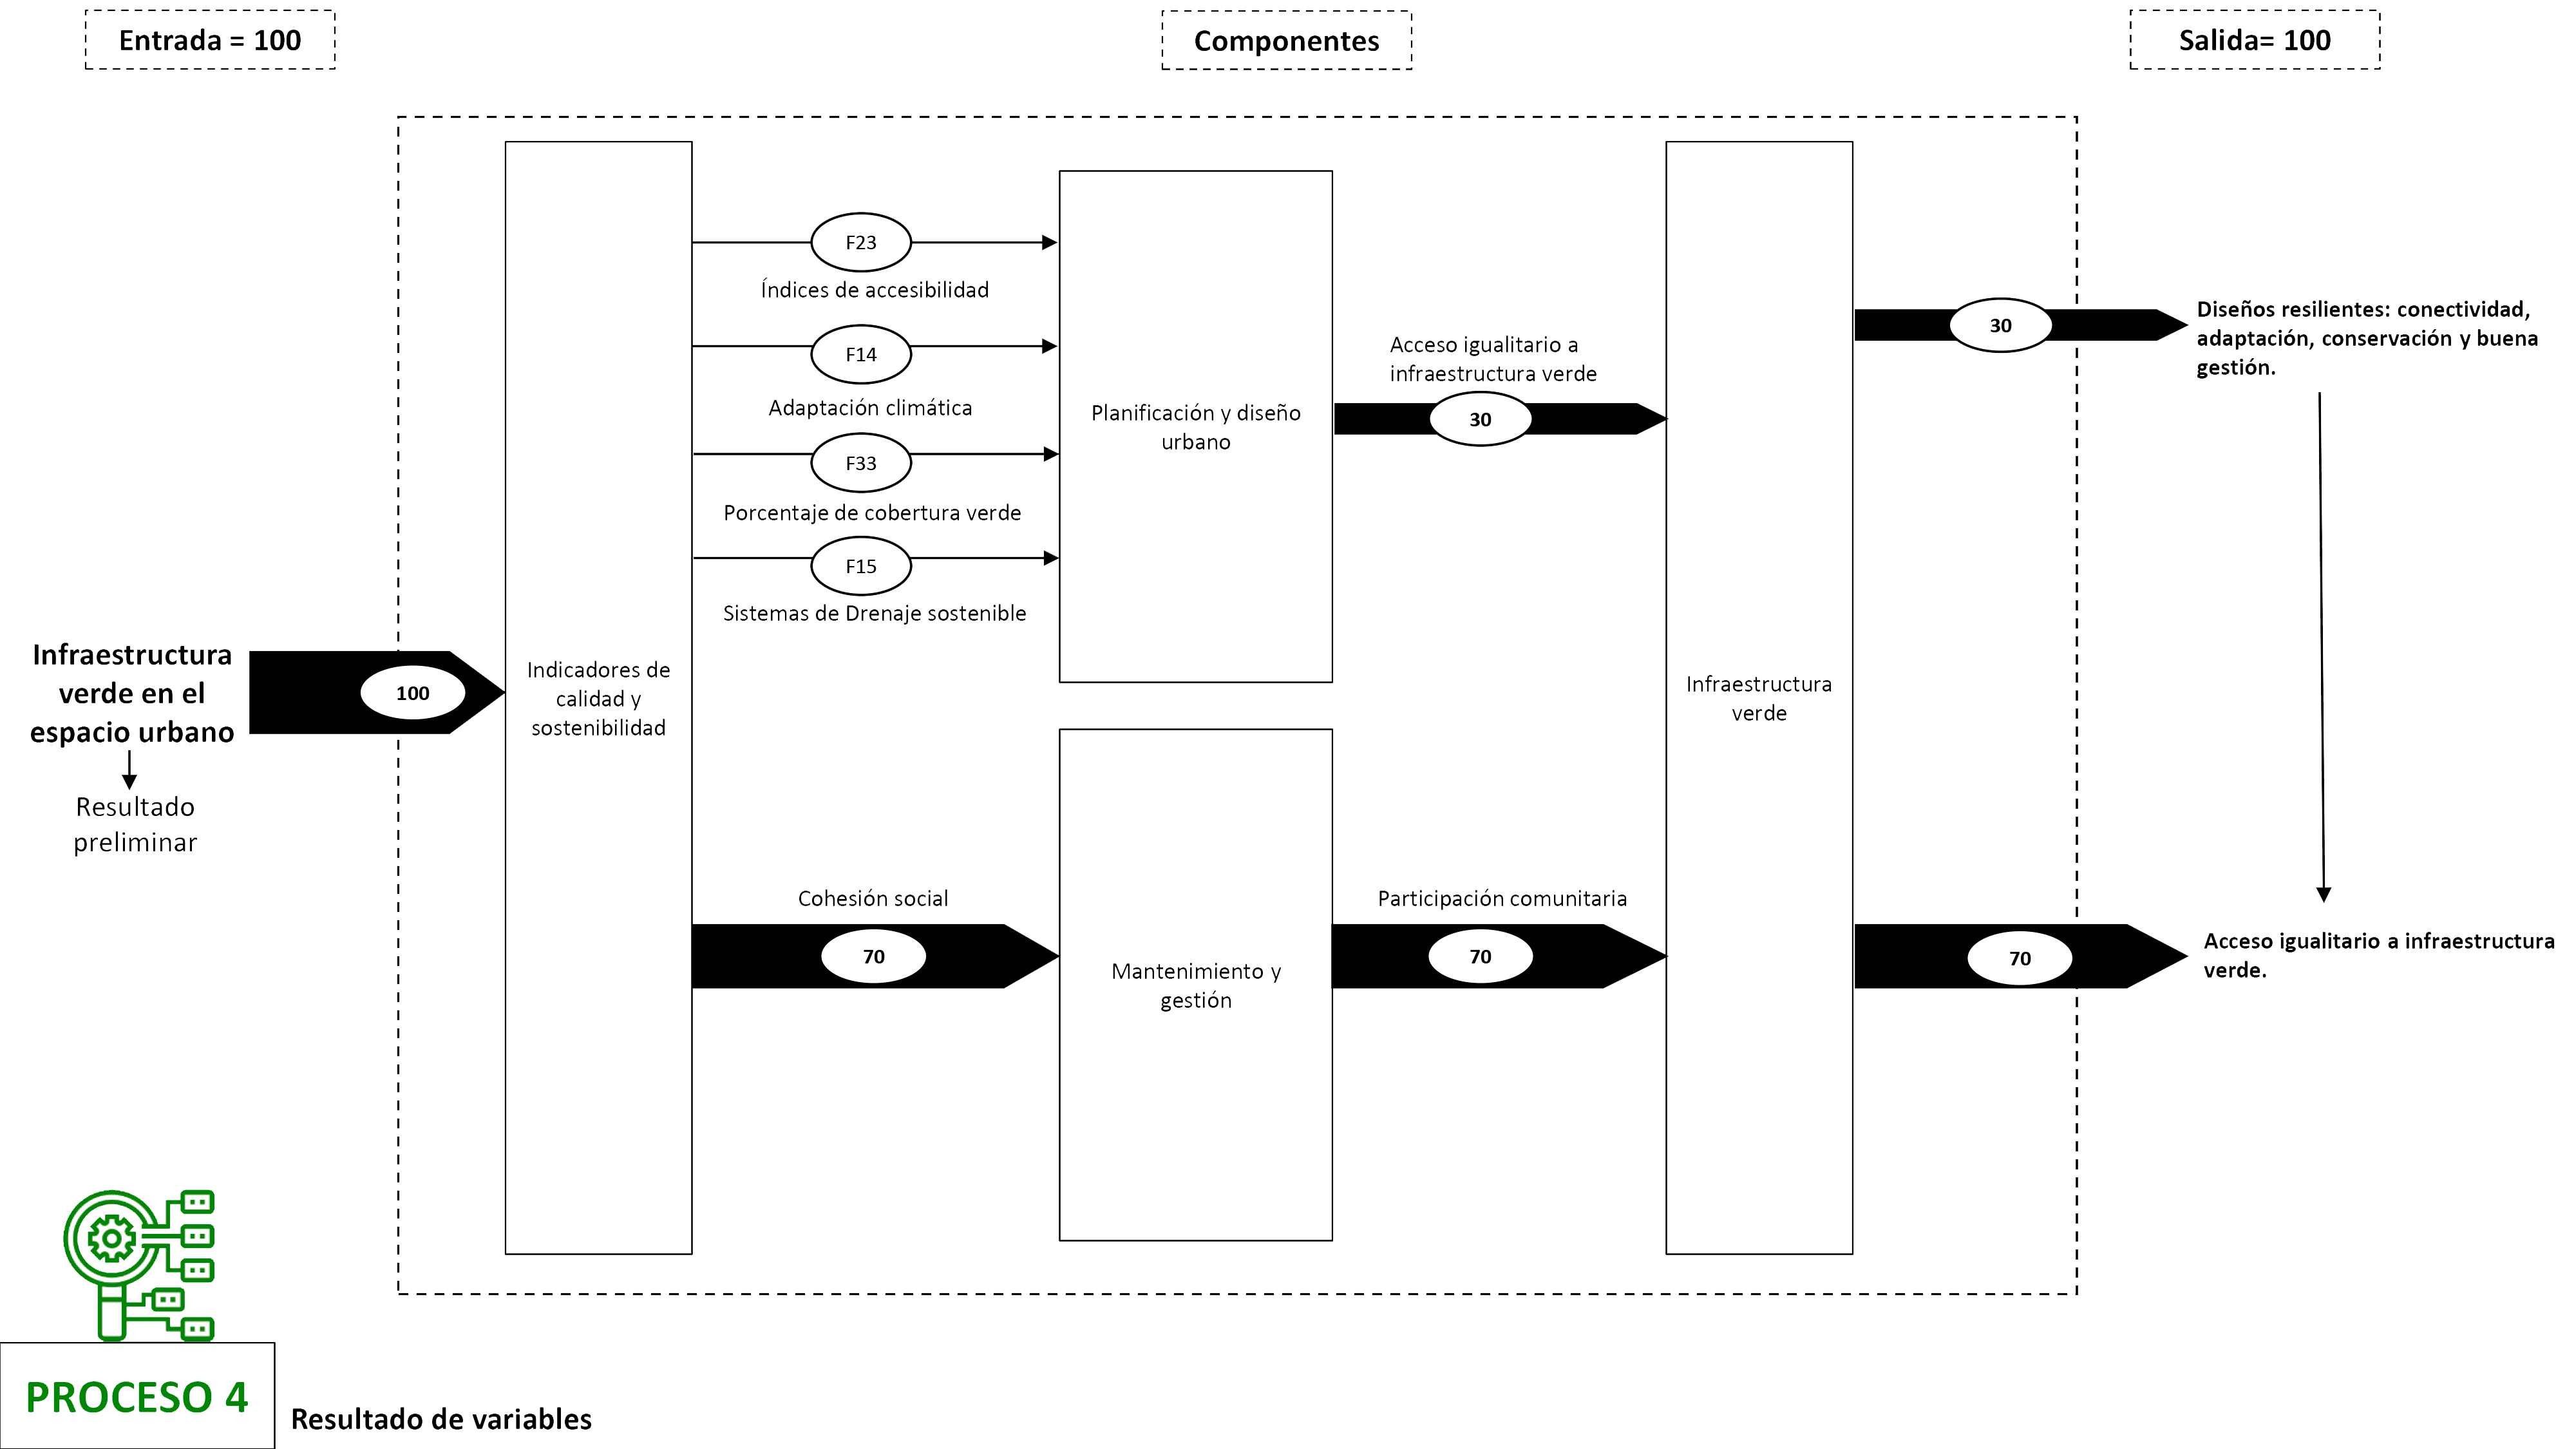 Entrada = 100
Componentes
Salida= 100
F23
Índices de accesibilidad
F14
Adaptación climática
F33
Porcentaje de cobertura verde
F15
Sistemas de Drenaje sostenible
Planificación y diseño
urbano
Acceso igualitario a
infraestructura verde
30
30
Diseños resilientes: conectividad,
adaptación, conservación y buena
gestión.
Infraestructura
verde en el
espacio urbano
Resultado
preliminar
100
Indicadores de
calidad y
sostenibilidad
Infraestructura
verde
Cohesión social
70
Mantenimiento y
gestión
Participación comunitaria
70
70
Acceso igualitario a infraestructura
verde.
PROCESO 4
Resultado de variables